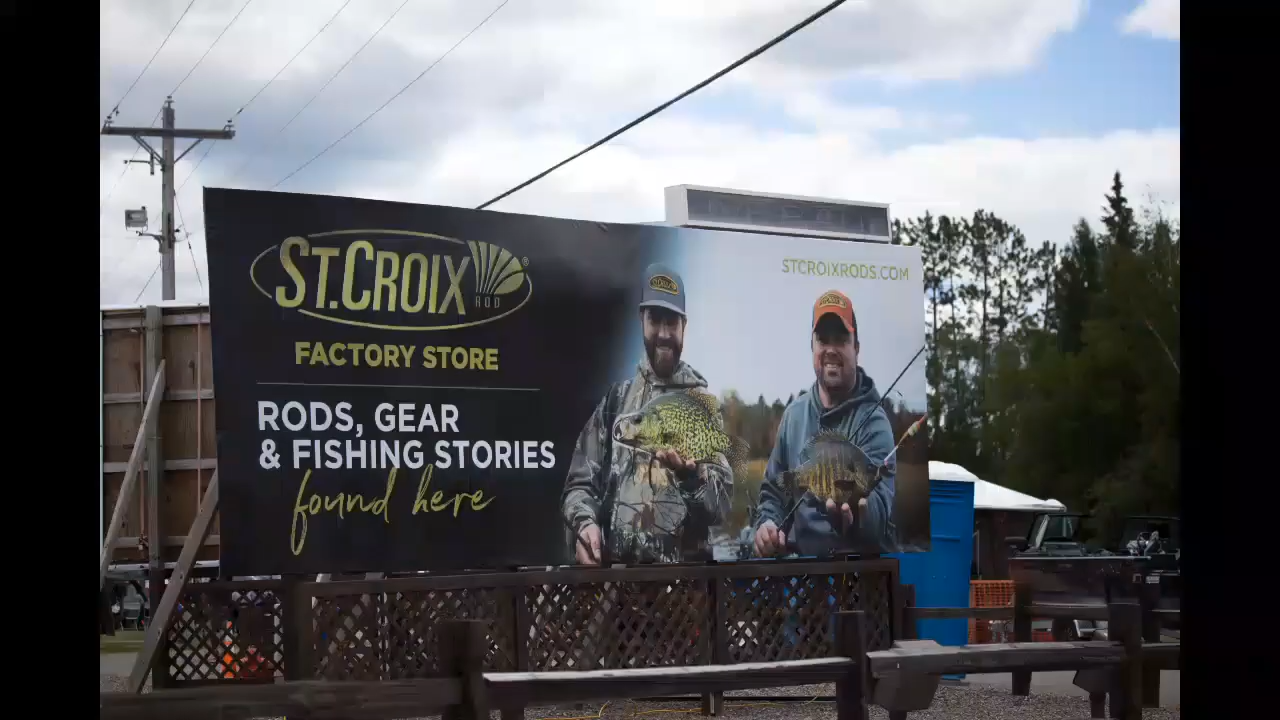 ST.CROIX
ROD
®
FACTORY STORE
STCROIXRODS.COM
RODS, GEAR
& FISHING STORIES
found here